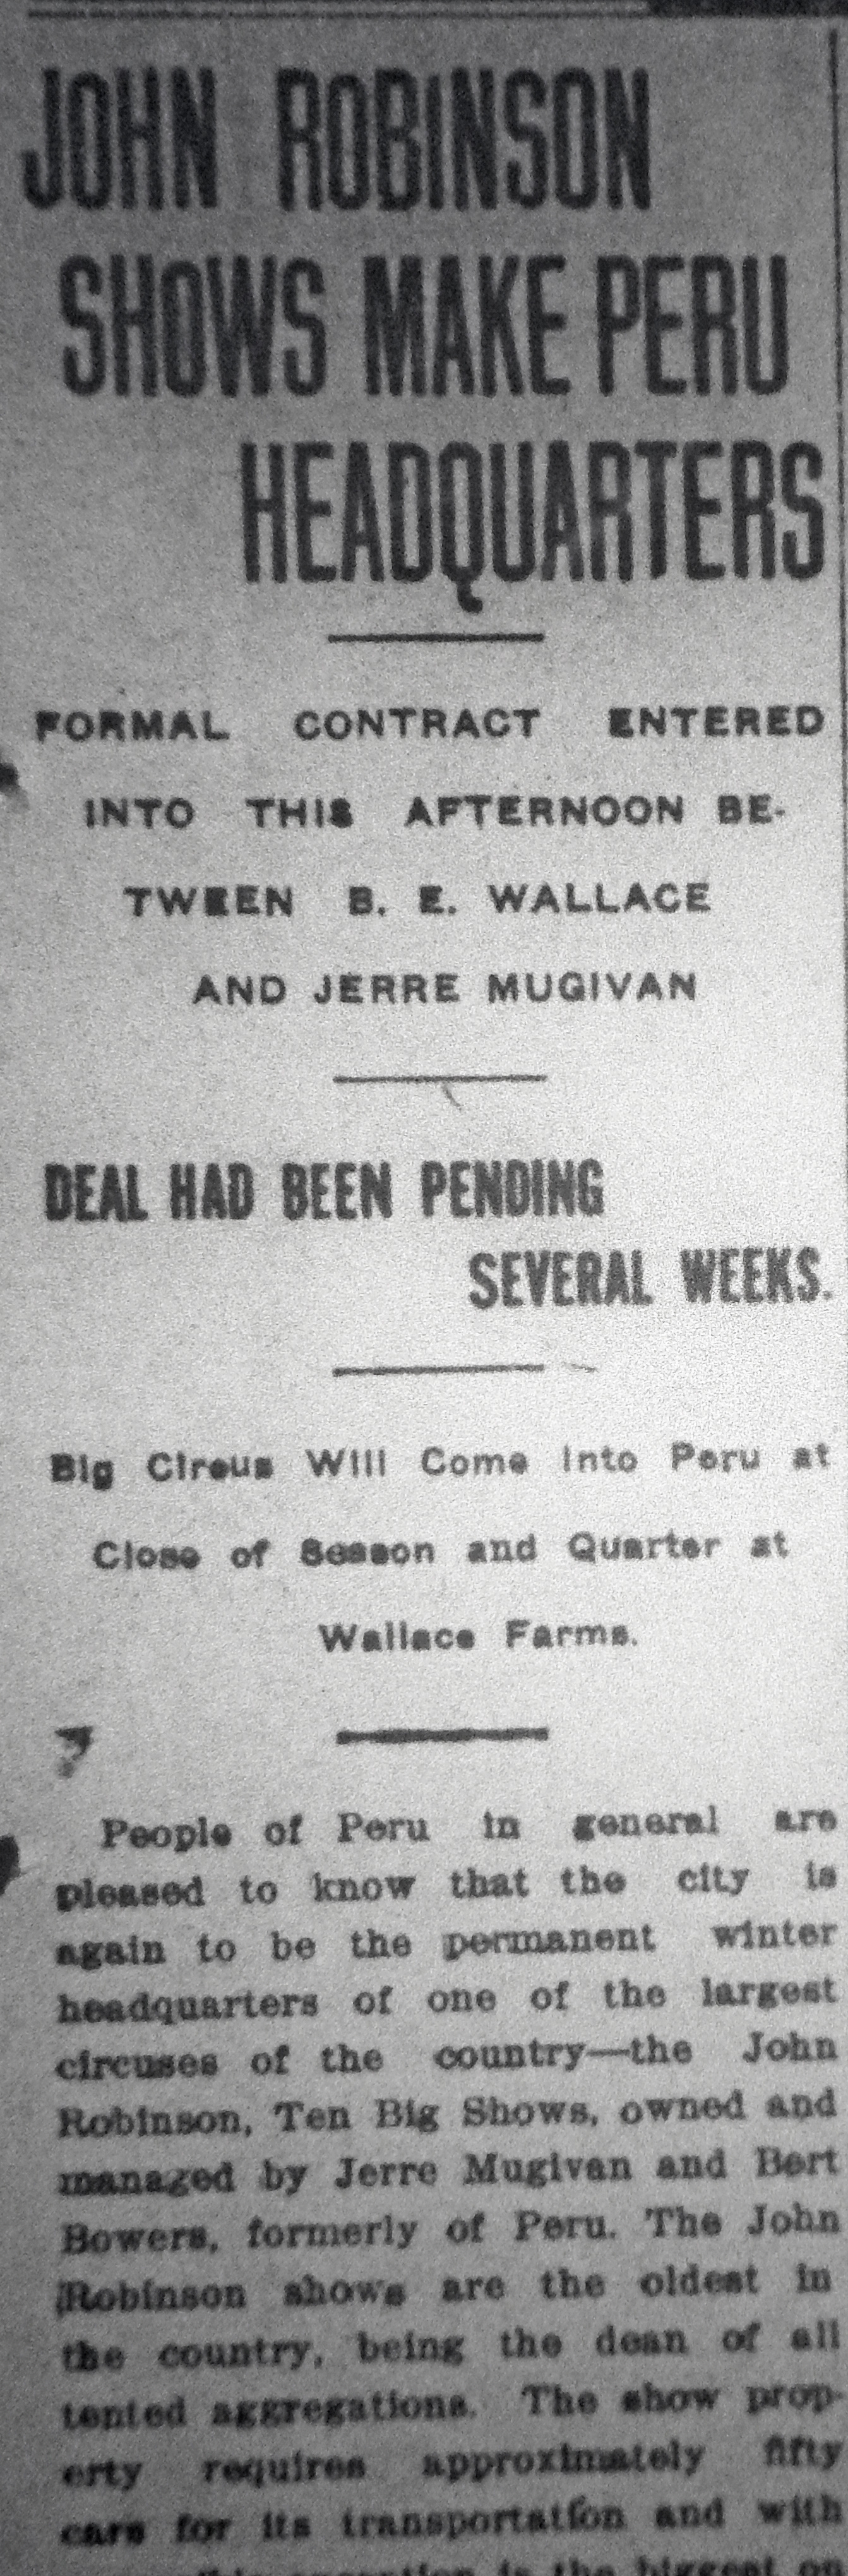 JOHN ROBINSON
SHOWS MAKE PERU
HEADQUARTERS
FORMAL CONTRACT ENTERED
INTO THIS AFTERNOON BE-
TWEEN B. E. WALLACE
AND JERRE MUGIVAN
DEAL HAD BEEN PENDING
SEVERAL WEEKS.
Big Circus Will Come Into Peru at
Close of Season and Quarter at
Wallace Farms.
People of Peru in general are
pleased to know that the city is
again to be the permanent winter
headquarters of one of the largest
circuses of the country—the John
Robinson, Ten Big Shows, owned and
managed by Jerre Mugivan and Bert
Bowers, formerly of Peru. The John
Robinson shows are the oldest in
the country, being the dean of all
tented aggregations. The show prop-
erty requires approximately fifty
cars for its transportation and with
is the biggest